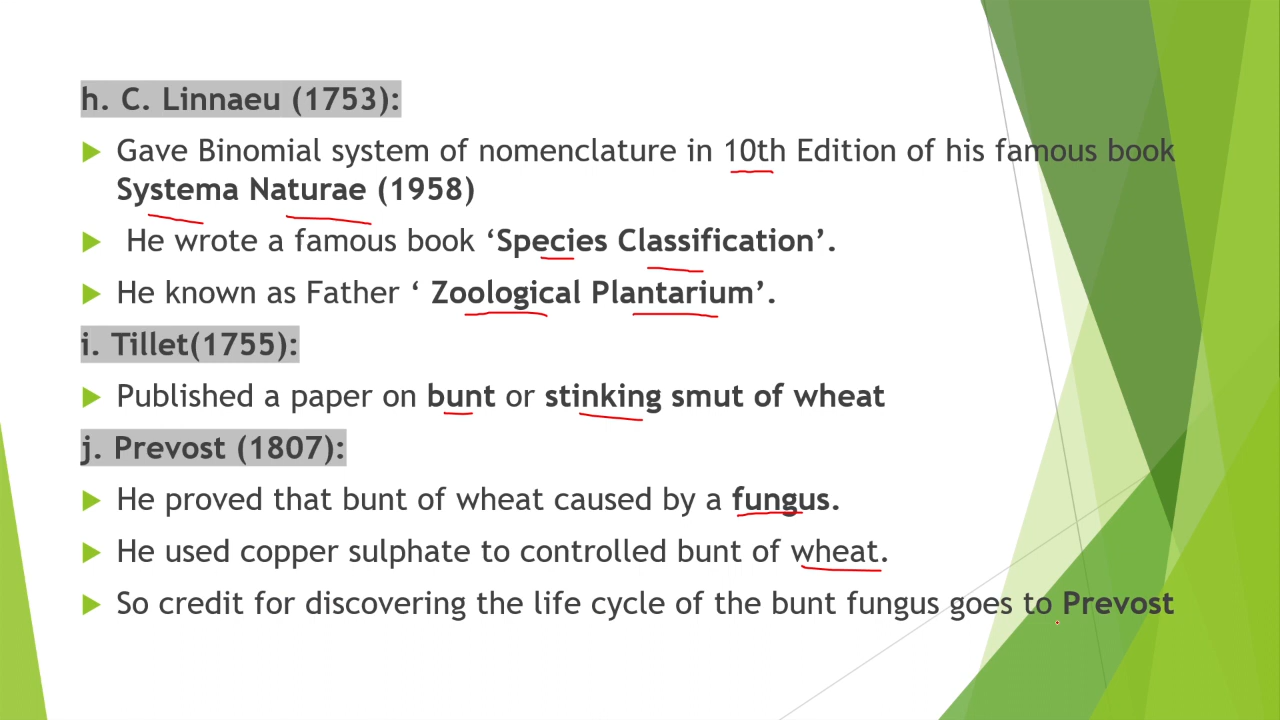 h. C. Linnaeu (1753):
Gave Binomial system of nomenclature in 10th Edition of his famous book
Systema Naturae (1958)
He wrote a famous book ‘Species Classification’.
He known as Father ‘ Zoological Plantarium’.
i. Tillet(1755):
Published a paper on bunt or stinking smut of wheat
j. Prevost (1807):
He proved that bunt of wheat caused by a fungus.
He used copper sulphate to controlled bunt of wheat.
So credit for discovering the life cycle of the bunt fungus goes to Prevost